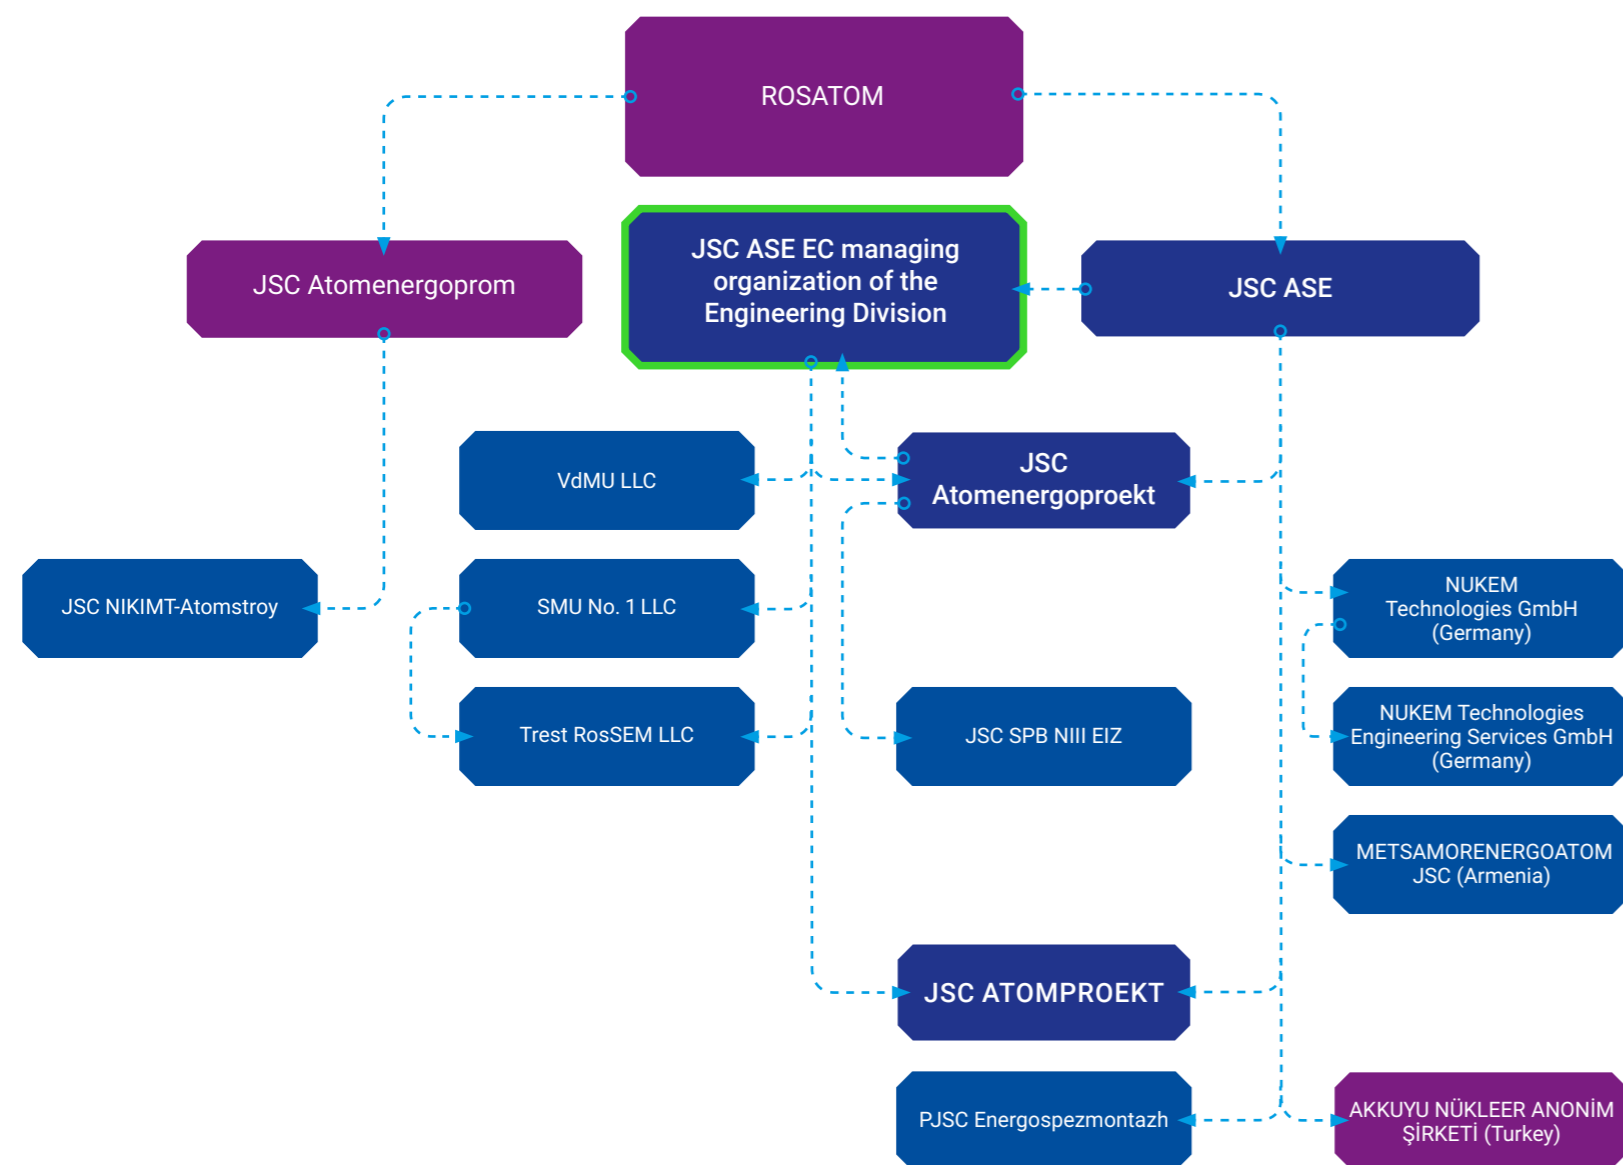 ROSATOM
JSC Atomenergoprom
JSC ASE EC managing
organization of the
Engineering Division
JSC ASE
VdMU LLC
JSC
Atomenergoproekt
JSC NIKIMT-Atomstroy
SMU No. 1 LLC
NUKEM
Technologies GmbH
(Germany)
Trest RosSEM LLC
JSC SPB NIII EIZ
NUKEM Technologies
Engineering Services GmbH
(Germany)
METSAMORENERGOATOM
JSC (Armenia)
JSC ATOMPROEKT
PJSC Energospezmontazh
AKKUYU NÜKLEER ANONİM
ŞİRKETİ (Turkey)